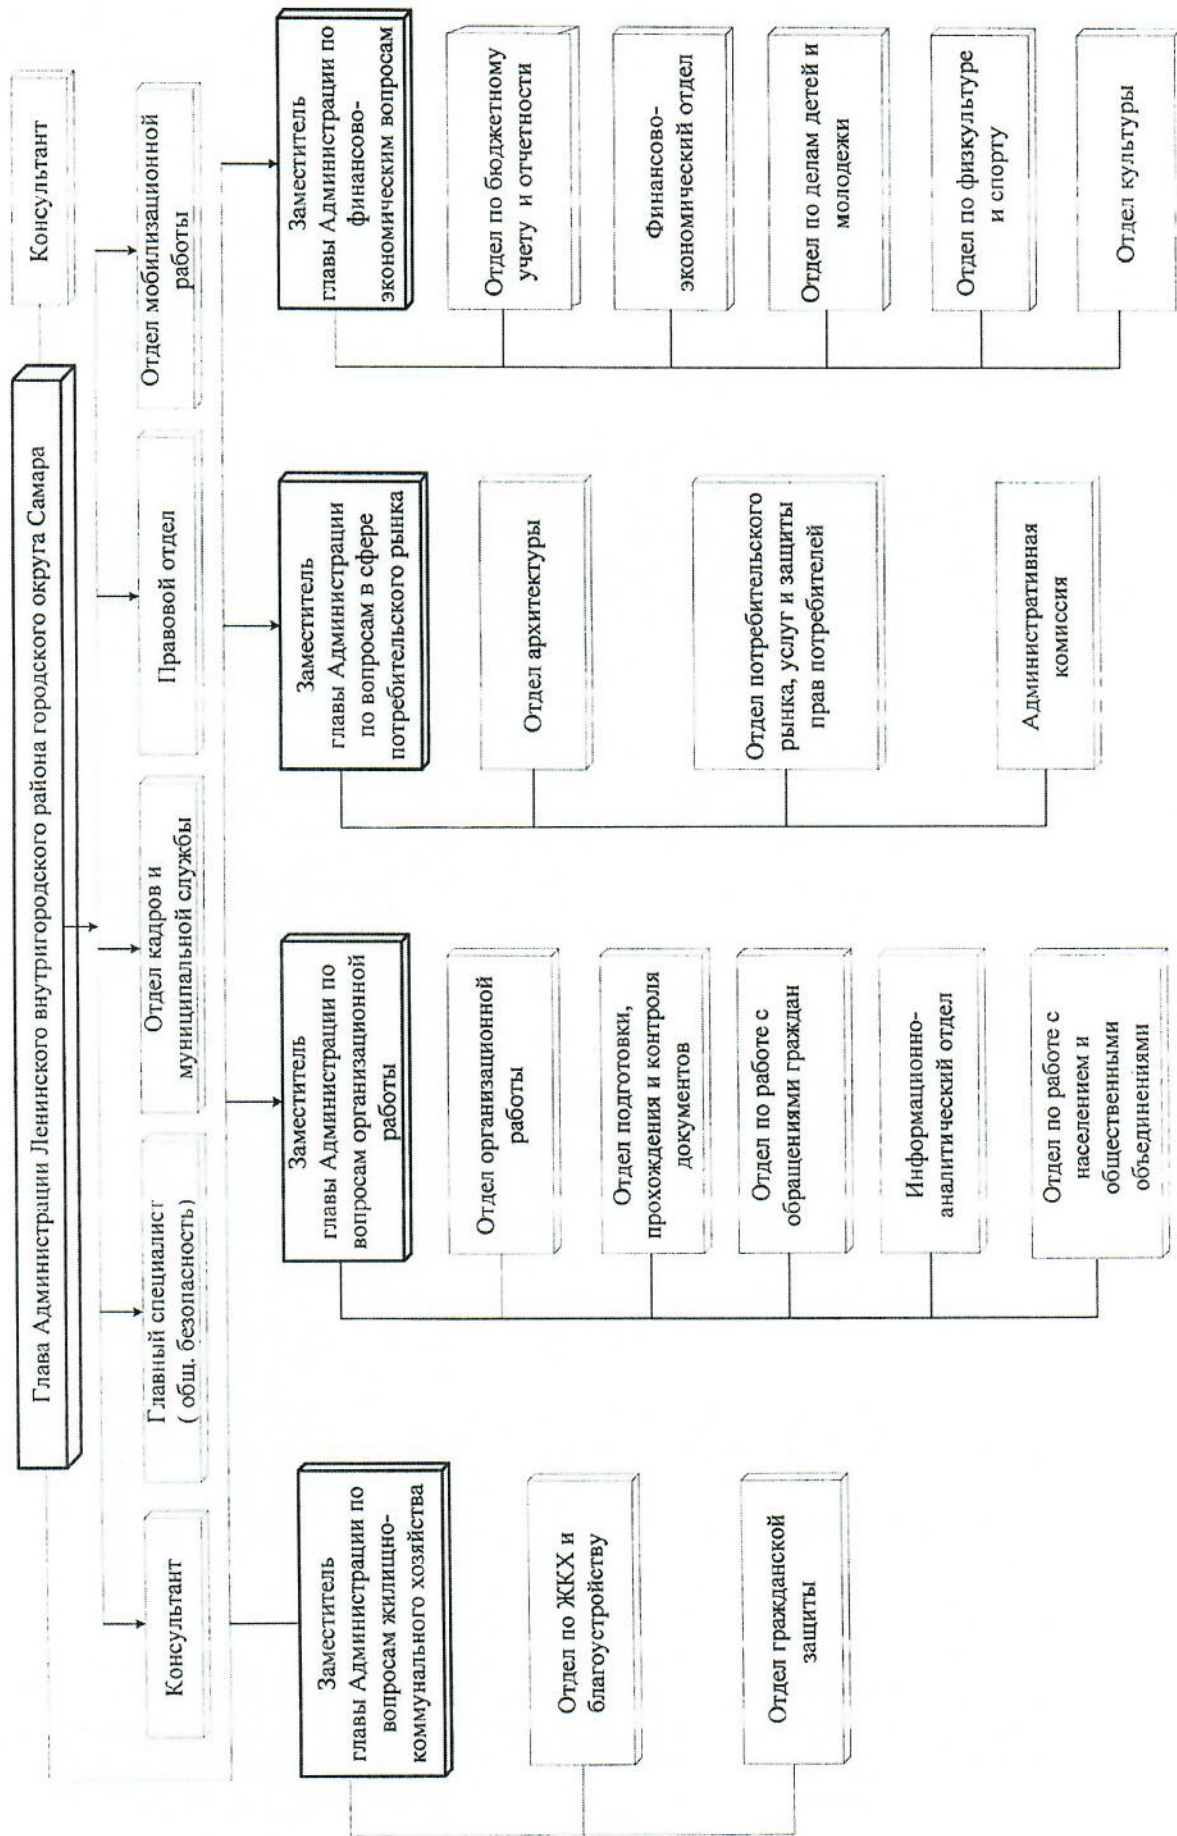 Глава Администрации Ленинского внутригородского района городского округа Самара
Консультант
Консультант
Главный специалист
( общ. безопасность)
Отдел кадров и
муниципальной службы
Правовой отдел
Отдел мобилизационной
работы
Заместитель
главы Администрации по
вопросам жилищно-
коммунального хозяйства
Отдел по ЖКХ и
благоустройству
Отдел гражданской
защиты
Заместитель
главы Администрации по
вопросам организационной
работы
Отдел организационной
работы
Отдел подготовки,
прохождения и контроля
документов
Отдел по работе с
обращениями граждан
Информационно-
аналитический отдел
Отдел по работе с
населением и
общественными
объединениями
Заместитель
главы Администрации
по вопросам в сфере
потребительского рынка
Отдел архитектуры
Отдел потребительского
рынка, услуг и защиты
прав потребителей
Административная
комиссия
Заместитель
главы Администрации по
финансово-
экономическим вопросам
Отдел по бюджетному
учету и отчетности
Финансово-
экономический отдел
Отдел по делам детей и
молодежи
Отдел по физкультуре
и спорту
Отдел культуры